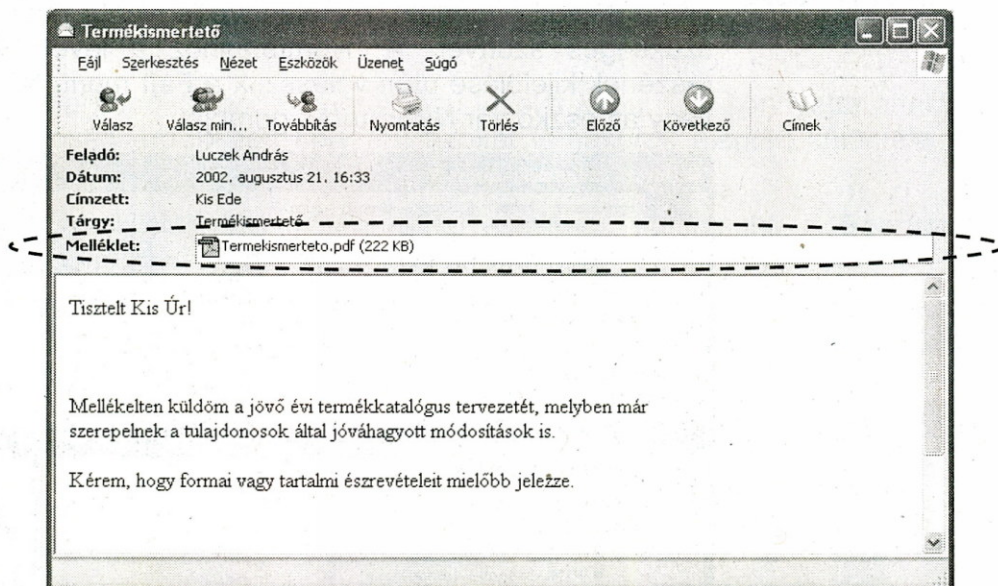 Termékismertető
Fájl Szerkesztés Nézet Eszközök Üzenet Súgó
Válasz Válasz min... Továbbítás Nyomtatás Törlés Előző Következő Címek
Feladó: Luczek András
Dátum: 2002. augusztus 21. 16:33
Címzett: Kis Ede
Tárgy: Termékismertető
Melléklet: Termekismerteto.pdf (222 KB)
Tisztelt Kis Úr!
Mellékelten küldöm a jövő évi termékkatalógus tervezetét, melyben már
szerepelnek a tulajdonosok által jóváhagyott módosítások is.
Kérem, hogy formai vagy tartalmi észrevételeit mielőbb jelezze.